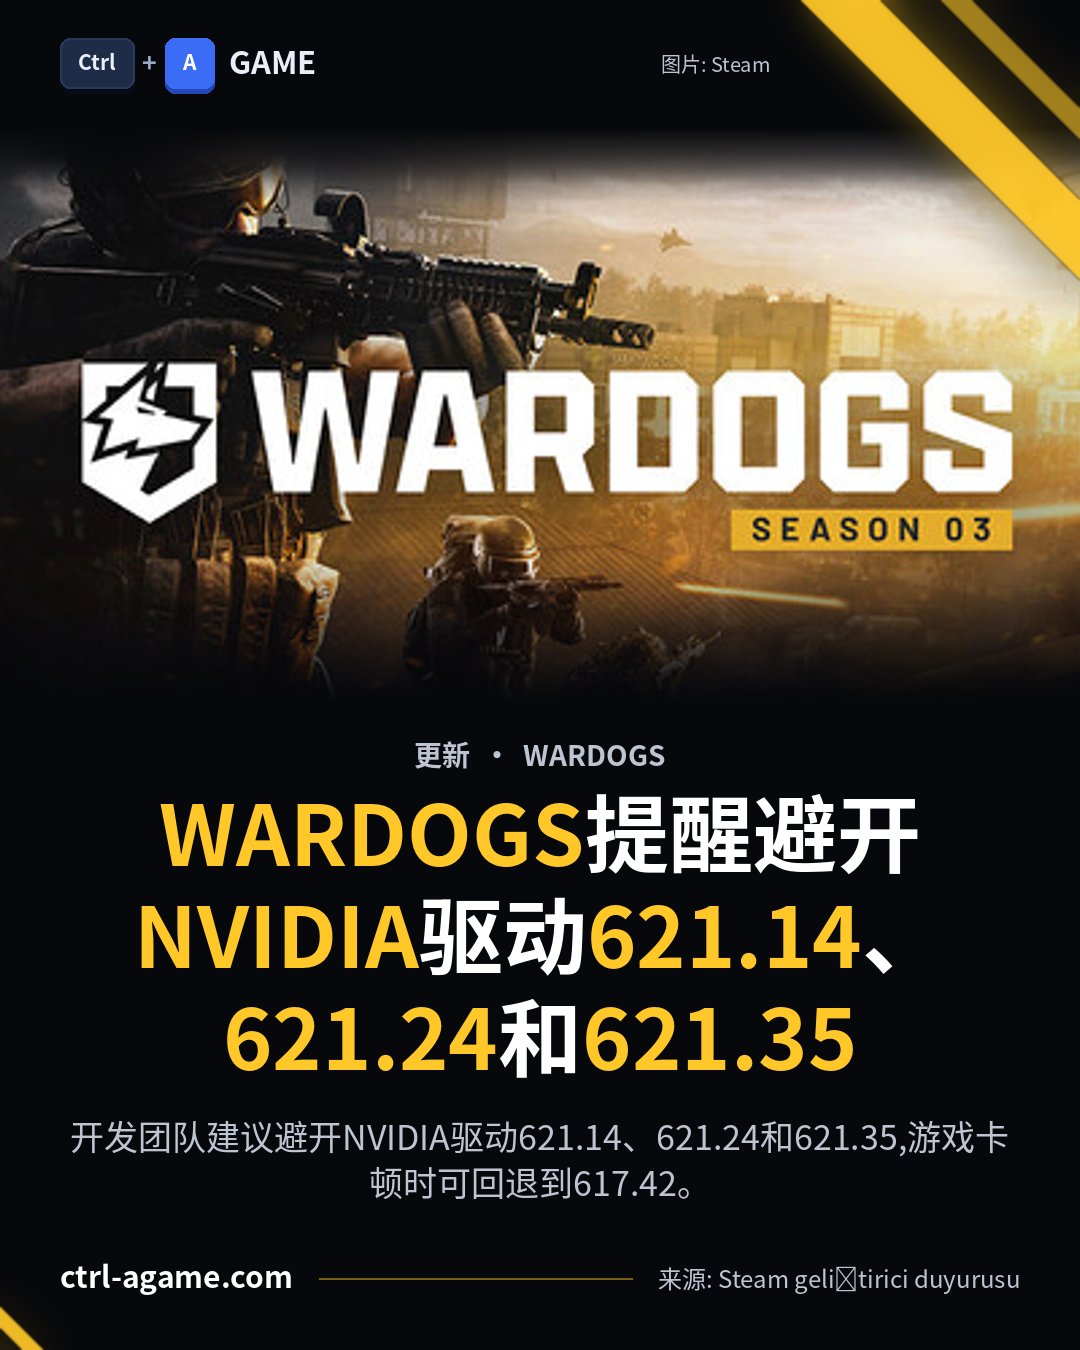 Ctrl + A GAME
图片: Steam
WARDOGS
SEASON 03
更新 · WARDOGS
WARDOGS提醒避开
NVIDIA驱动621.14、
621.24和621.35
开发团队建议避开NVIDIA驱动621.14、621.24和621.35,游戏卡
顿时可回退到617.42。
ctrl-agame.com
来源: Steam geli☒tirici duyurusu